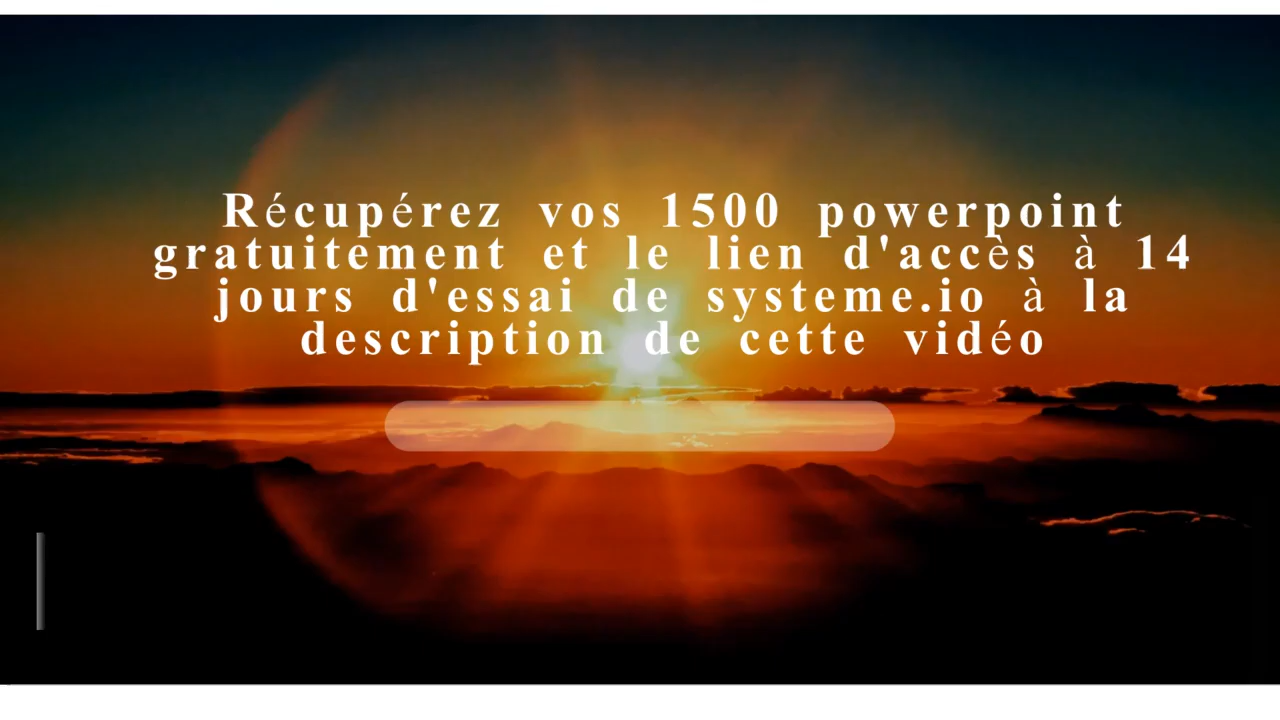 Récupérez vos 1500 powerpoint
gratuitement et le lien d'accès à 14
jours d'essai de systeme.io à la
description de cette vidéo